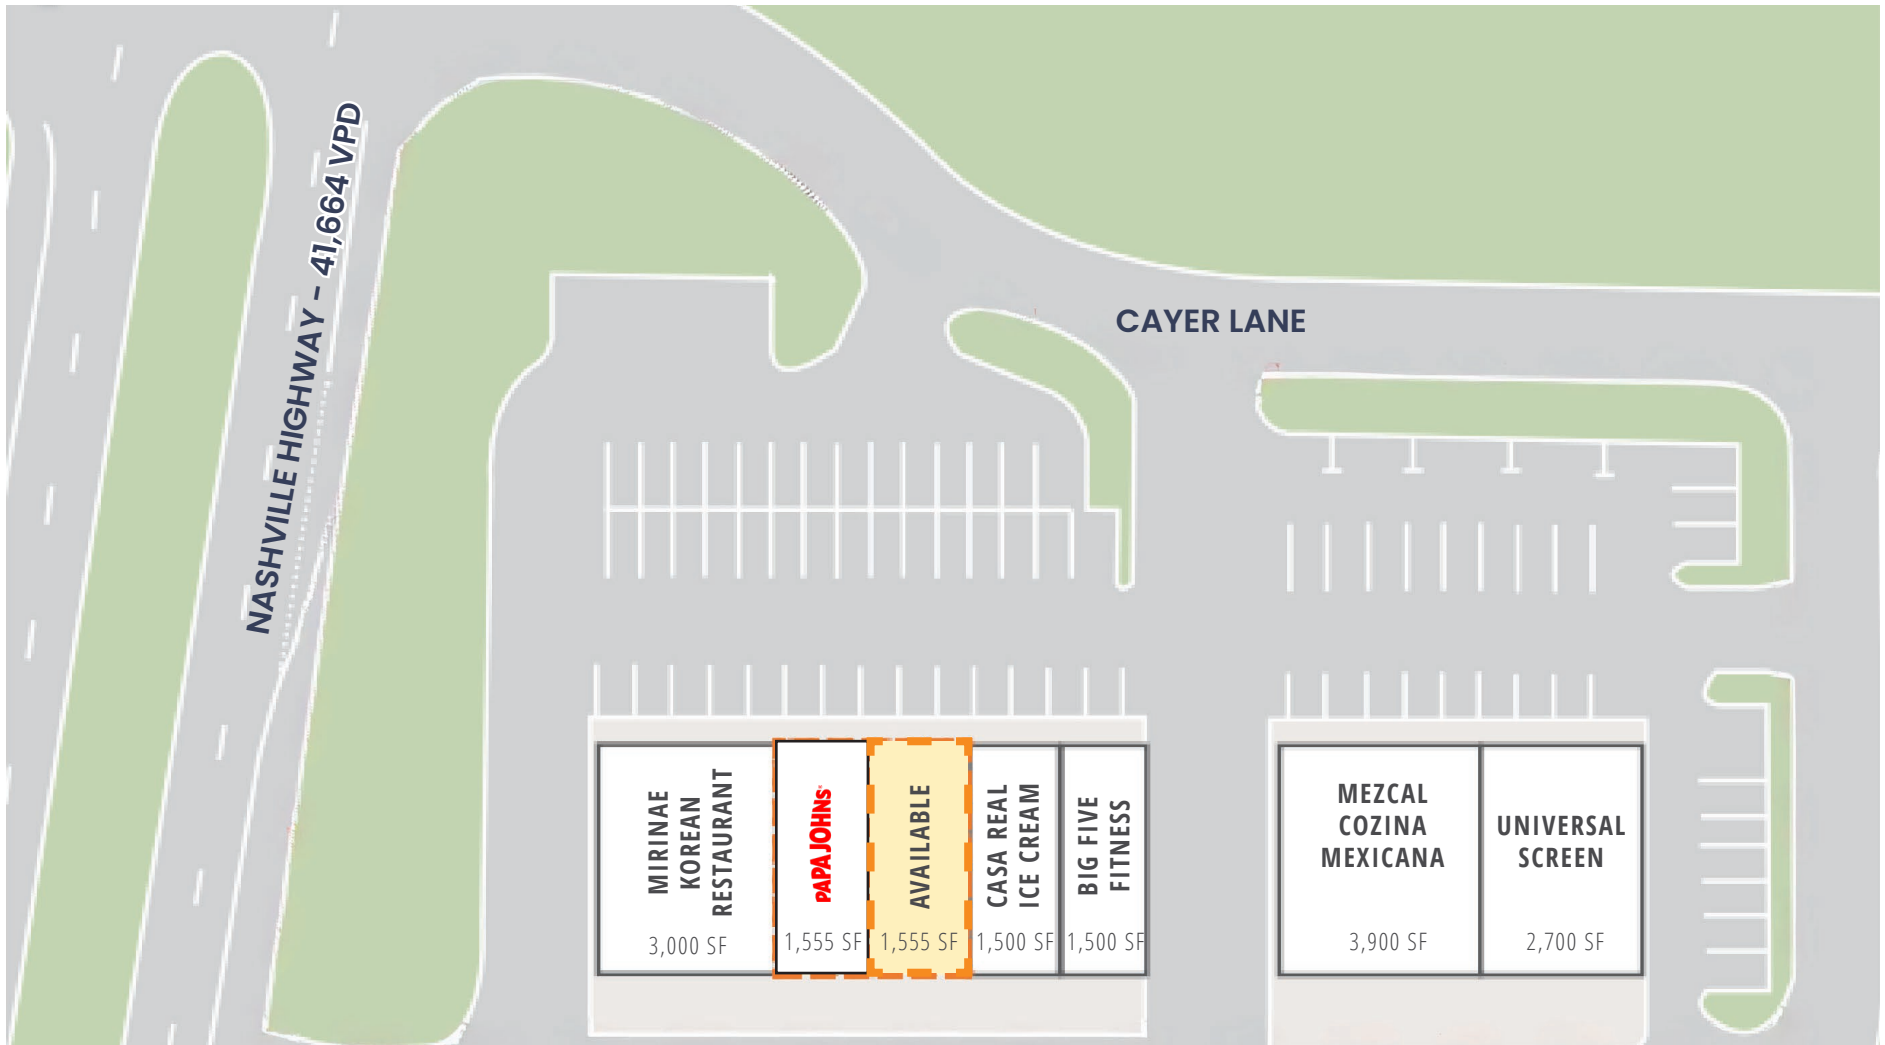 NASHVILLE HIGHWAY - 41,664 VPD
CAYER LANE
MIRINAE
KOREAN
RESTAURANT
3,000 SF
PAPAJOHNS
1,555 SF
AVAILABLE
1,555 SF
CASA REAL
ICE CREAM
1,500 SF
BIG FIVE
FITNESS
1,500 SF
MEZCAL
COZINA
MEXICANA
3,900 SF
UNIVERSAL
SCREEN
2,700 SF